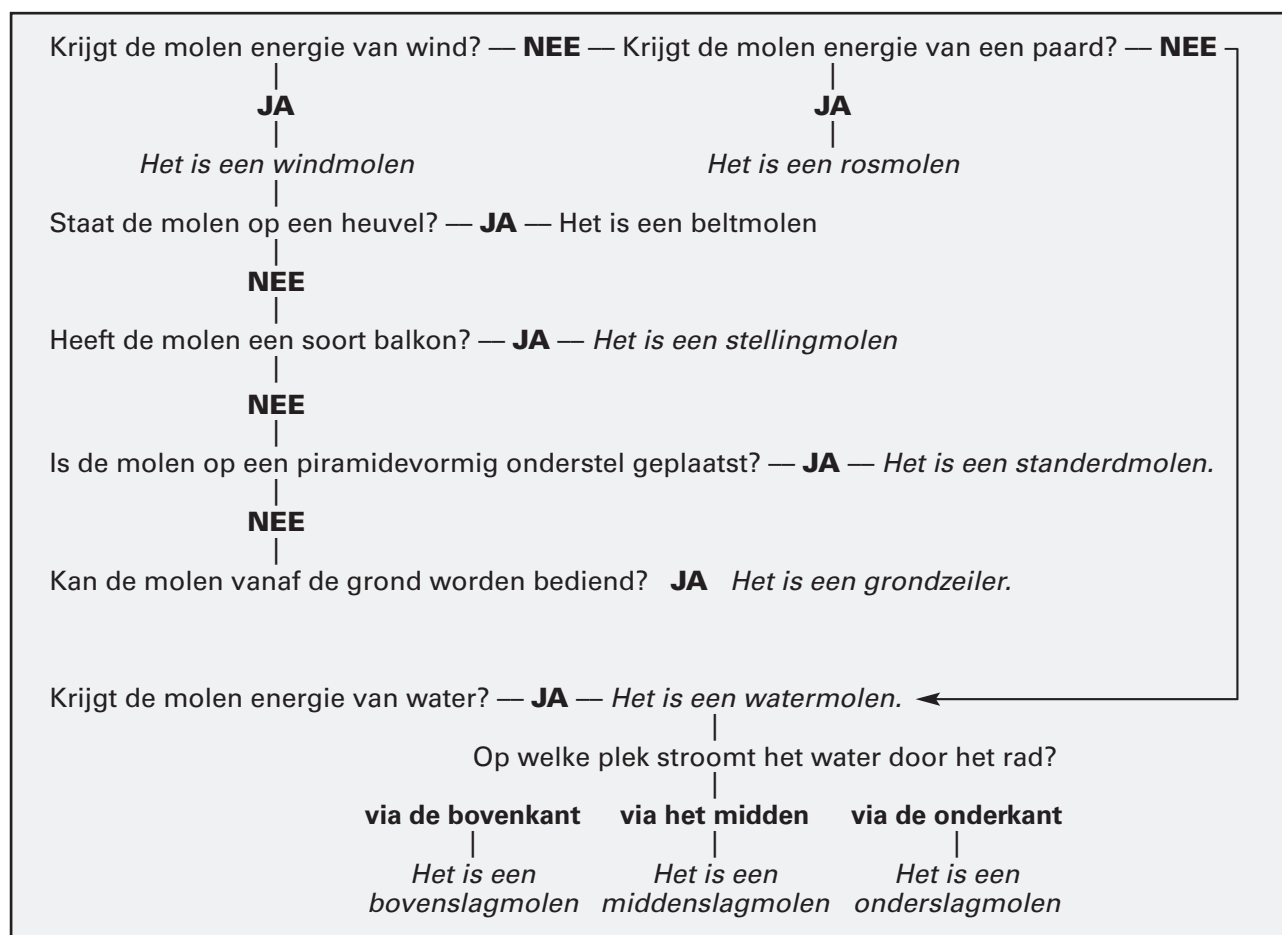 Krijgt de molen energie van wind? — NEE — Krijgt de molen energie van een paard? — NEE
JA JA
Het is een windmolen Het is een rosmolen
Staat de molen op een heuvel? — JA — Het is een beltmolen
NEE
Heeft de molen een soort balkon? — JA — Het is een stellingmolen
NEE
Is de molen op een piramidevormig onderstel geplaatst? — JA — Het is een standerdmolen.
NEE
Kan de molen vanaf de grond worden bediend? JA Het is een grondzeiler.
Krijgt de molen energie van water? — JA — Het is een watermolen.
Op welke plek stroomt het water door het rad?
via de bovenkant via het midden via de onderkant
Het is een Het is een Het is een
bovenslagmolen middenslagmolen onderslagmolen